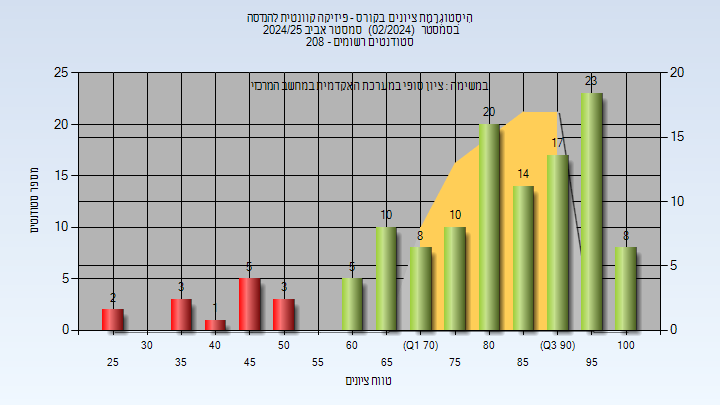 היסטוגרמת ציונים בקורס - פיזיקה קוונטית להנדסה
בסמסטר (02/2024) סמסטר אביב 2024/25
סטודנטים רשומים - 208
במשימה : ציון סופי במערכת האקדמית במחשב המרכזי
25 20
20 15
15 10
10 5
5 0
0
מספר סטודנטים
2 3 1 5 3 5 10 8 10 20 14 17 23 8
30 40 50 60 (Q1 70) 80 (Q3 90) 100
25 35 45 55 65 75 85 95
טווח ציונים